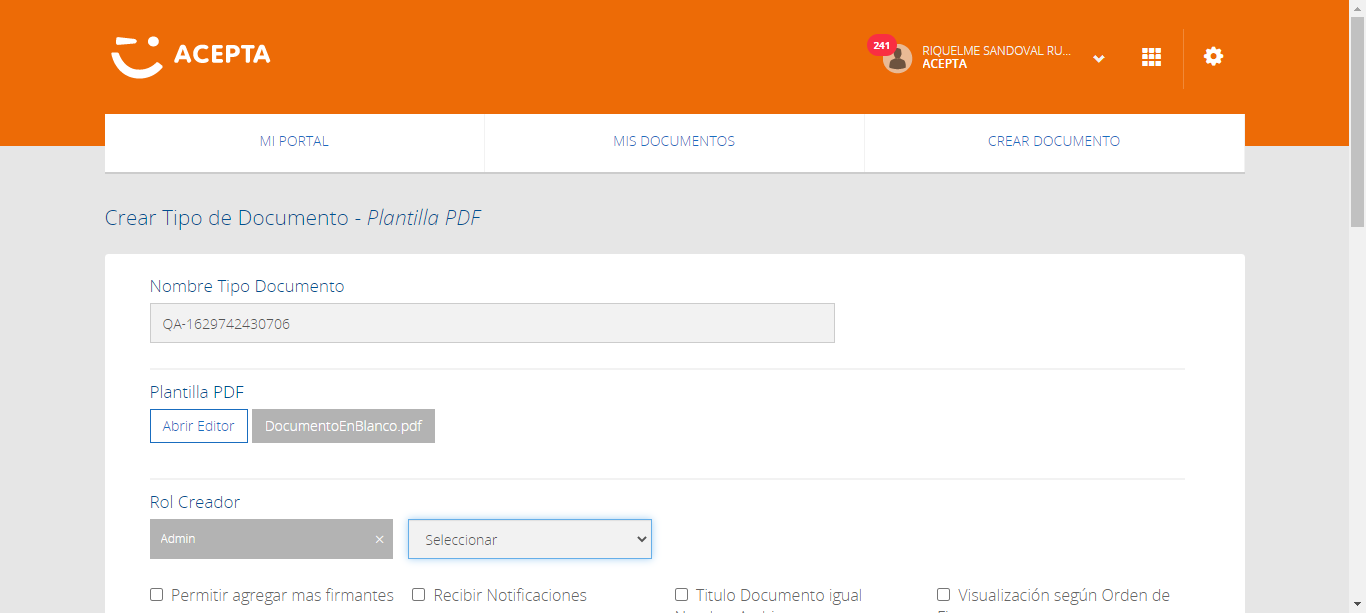 ACEPTA
241
RIQUELME SANDOVAL RU...
ACEPTA
MI PORTAL
MIS DOCUMENTOS
CREAR DOCUMENTO
Crear Tipo de Documento - Plantilla PDF
Nombre Tipo Documento
QA-1629742430706
Plantilla PDF
Abrir Editor
DocumentoEnBlanco.pdf
Rol Creador
Admin ×
Seleccionar
Permitir agregar mas firmantes
Recibir Notificaciones
Titulo Documento igual
Visualización según Orden de